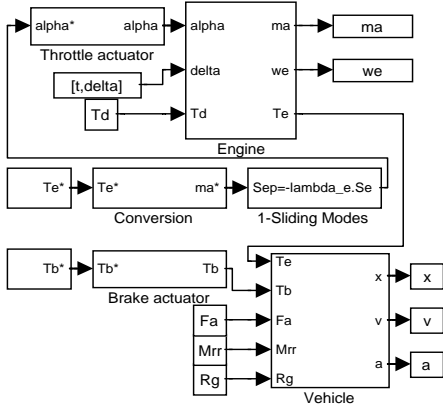 alpha* alpha
Throttle actuator
[t,delta]
Td
alpha ma
delta we
Td Te
Engine
ma
we
Te*
Te* ma*
Conversion
Sep=-lambda_e.Se
1-Sliding Modes
Tb*
Tb* Tb
Brake actuator
Fa
Mrr
Rg
Te
Tb
Fa
Mrr
Rg
x
v
a
Vehicle
x
v
a